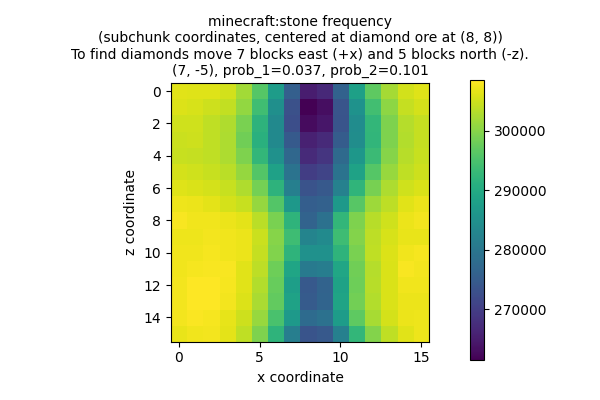 minecraft:stone frequency
(subchunk coordinates, centered at diamond ore at (8, 8))
To find diamonds move 7 blocks east (+x) and 5 blocks north (-z).
(7, -5), prob_1=0.037, prob_2=0.101
0
2
4
6
8
10
12
14
z coordinate
0
5
10
15
x coordinate
300000
290000
280000
270000